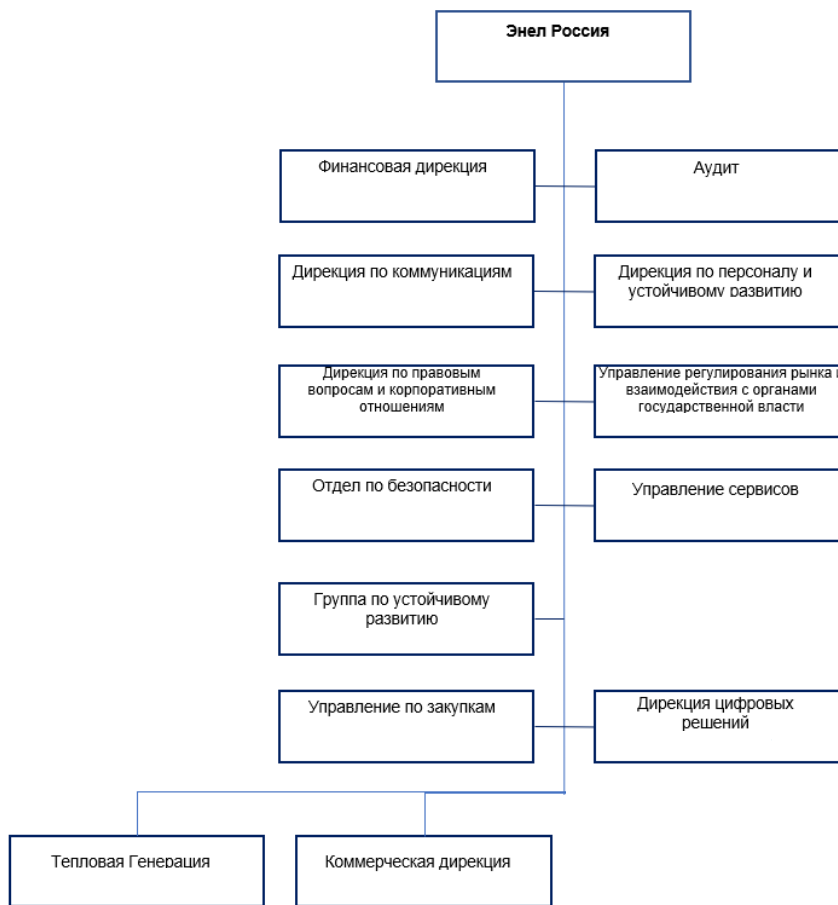 Энел Россия
Финансовая дирекция
Аудит
Дирекция по коммуникациям
Дирекция по персоналу и
устойчивому развитию
Дирекция по правовым
вопросам и корпоративным
отношениям
Управление регулирования рынка и
взаимодействия с органами
государственной власти
Отдел по безопасности
Управление сервисов
Группа по устойчивому
развитию
Управление по закупкам
Дирекция цифровых
решений
Тепловая Генерация
Коммерческая дирекция